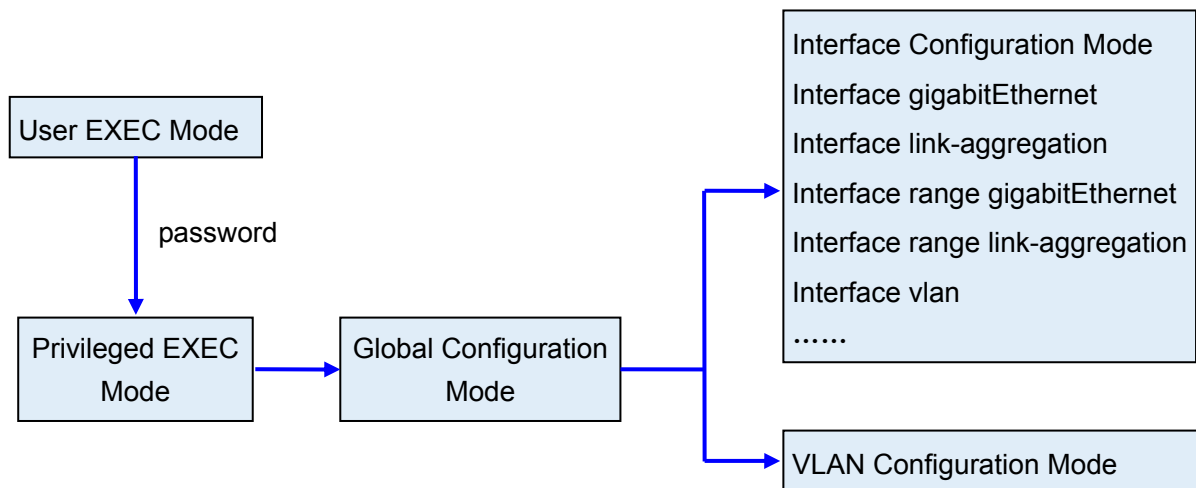 User EXEC Mode
password
Privileged EXEC
Mode
Global Configuration
Mode
Interface Configuration Mode
Interface gigabitEthernet
Interface link-aggregation
Interface range gigabitEthernet
Interface range link-aggregation
Interface vlan
……
VLAN Configuration Mode